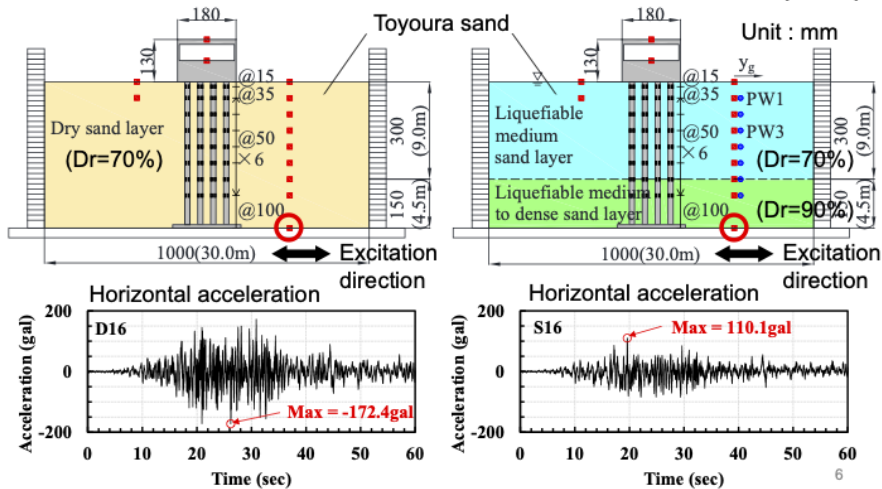 180
Toyoura sand
180
Unit : mm
130
@15
@35
Dry sand layer
(Dr=70%)
@50
×6
@100
300
(9.0m)
150
(4.5m)
1000(30.0m)
Excitation
direction
130
@15
@35
yg
PW1
PW3
Liquefiable
medium
sand layer
@50
×6
(Dr=70%)
300
(9.0m)
Liquefiable medium
to dense sand layer
@100
(Dr=90%)
(4.5m)
1000(30.0m)
Excitation
direction
Horizontal acceleration
D16
Max = -172.4gal
Acceleration (gal)
200
0
-200
0 10 20 30 40 50 60
Time (sec)
Horizontal acceleration
S16
Max = 110.1gal
Acceleration (gal)
200
0
-200
0 10 20 30 40 50 60
Time (sec)
6